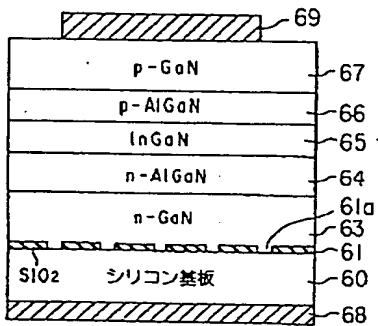 69
p-GaN
67
p-AlGaN
66
InGaN
65
n-AlGaN
64
61a
n-GaN
63
61
SiO2
シリコン基板
60
68